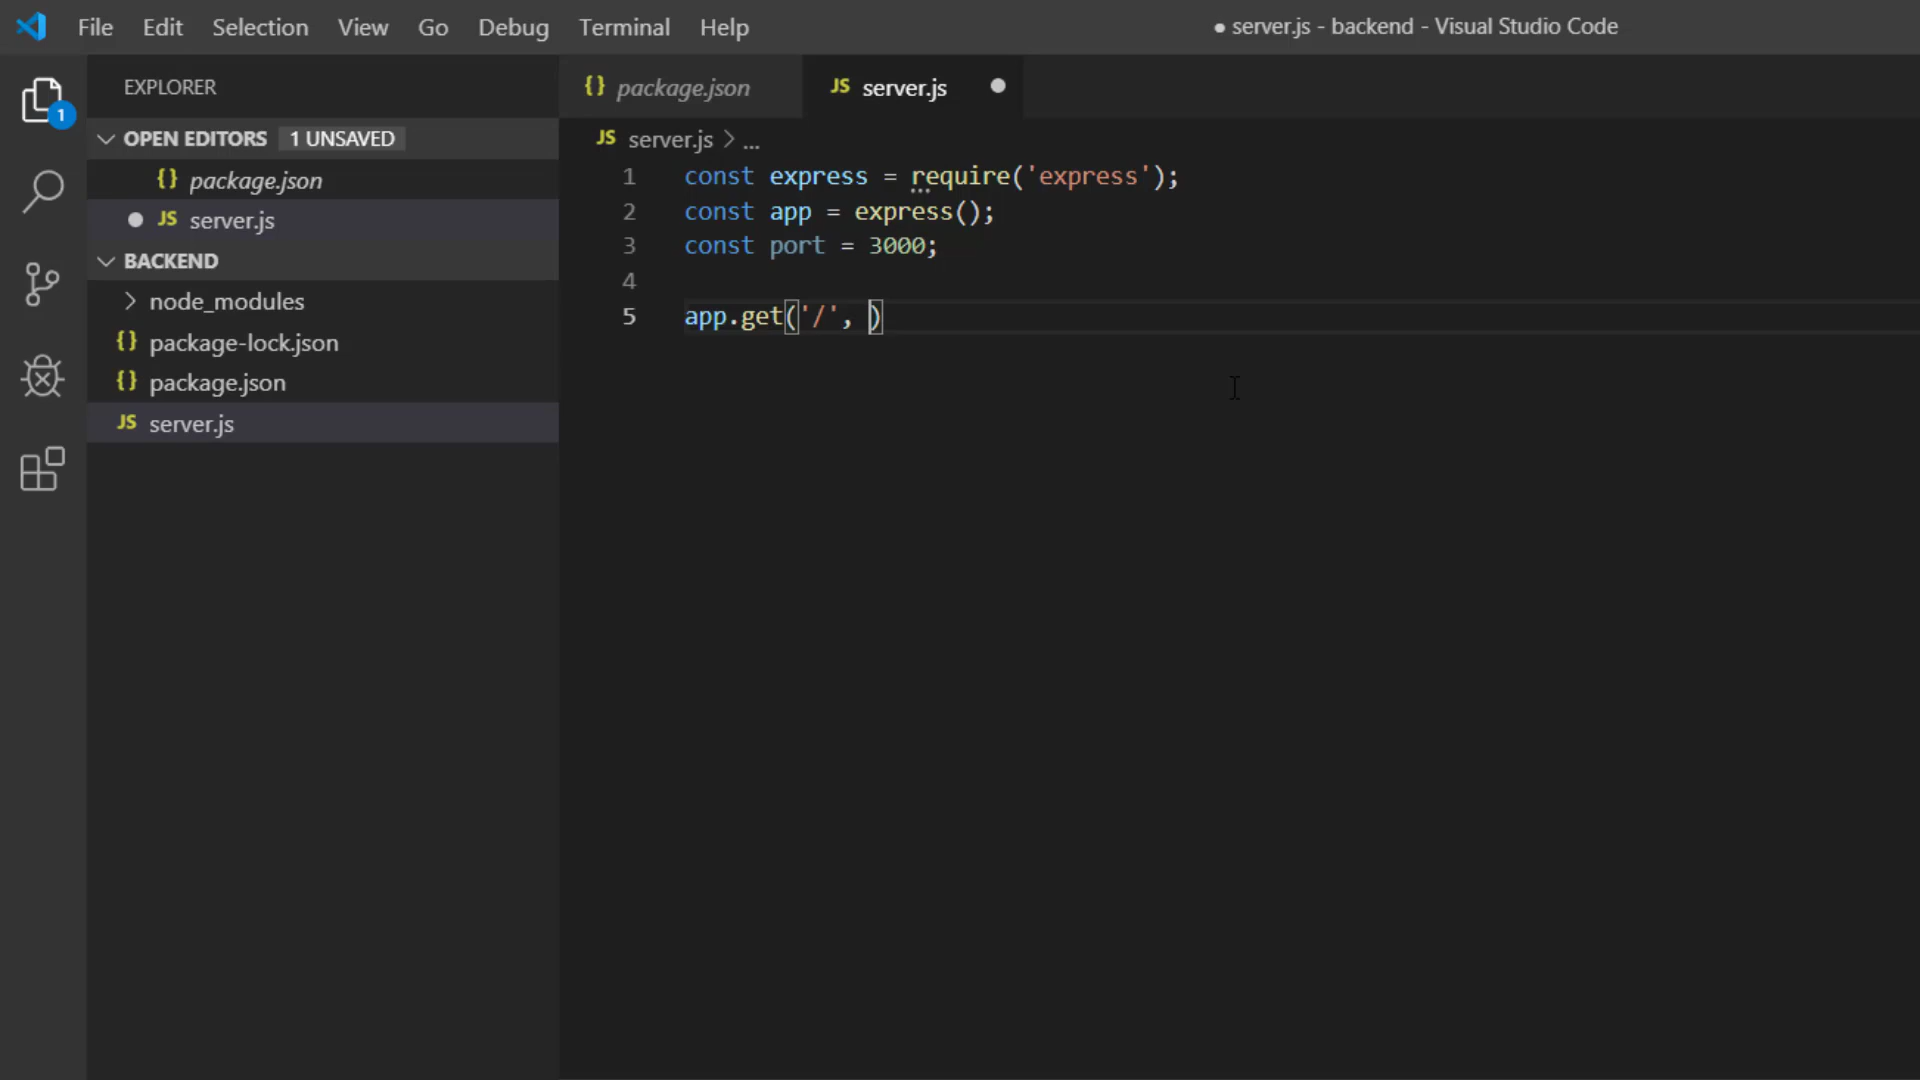 File Edit Selection View Go Debug Terminal Help
● server.js - backend - Visual Studio Code
1
EXPLORER
OPEN EDITORS 1 UNSAVED
{} package.json
● JS server.js
BACKEND
node_modules
{} package-lock.json
{} package.json
JS server.js
{} package.json
JS server.js ●
JS server.js > ...
1 const express = require('express');
2 const app = express();
3 const port = 3000;
4
5 app.get('/', )